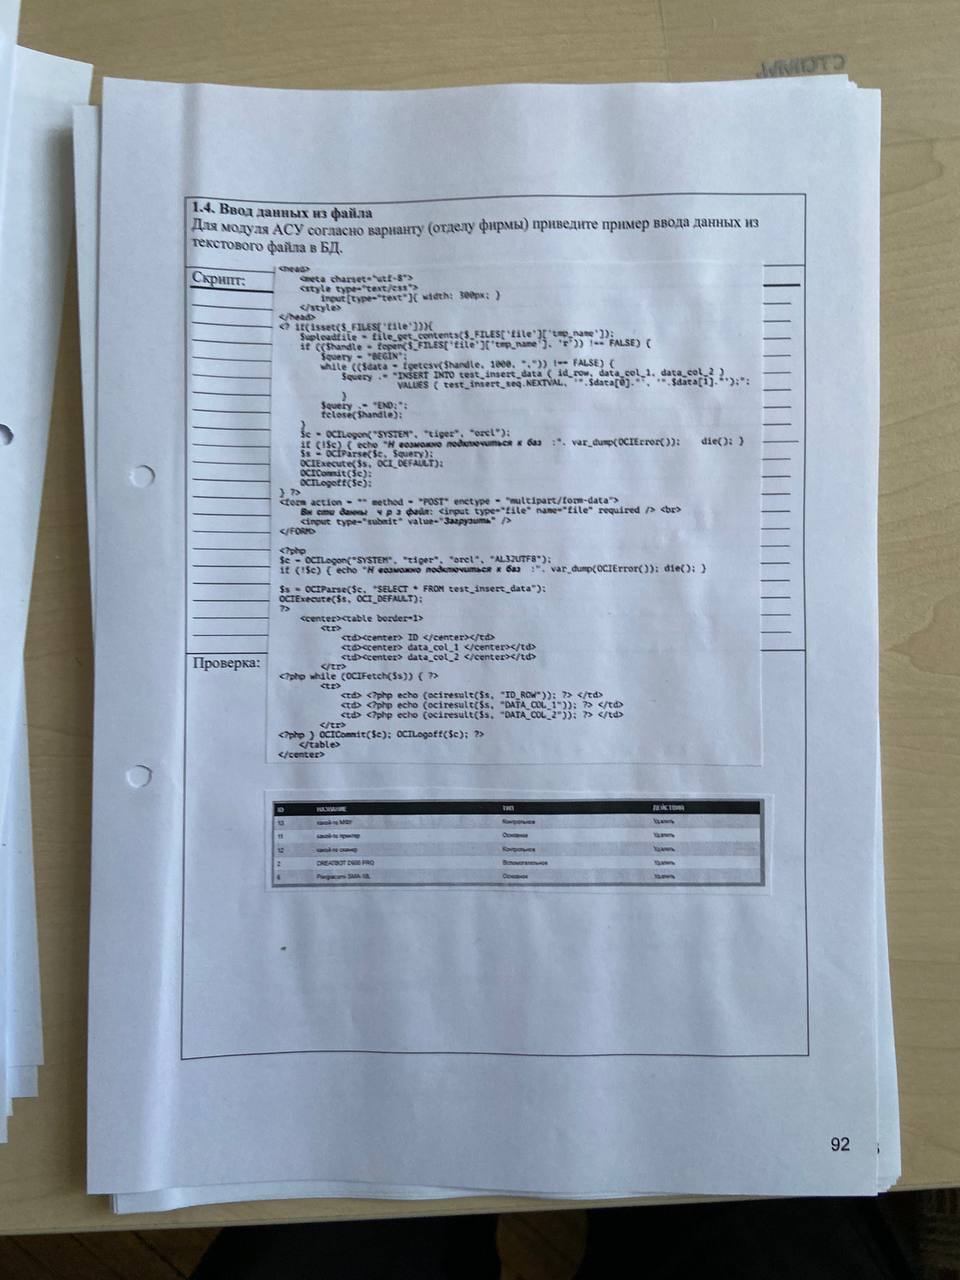 1.4. Ввод данных из файла
Для модуля АСУ согласно варианту (отделу фирмы) приведите пример ввода данных из
текстового файла в БД.
Скрипт:
<head>
<meta charset="utf-8">
<style type="text/css">
input[type="text"]{ width: 300px; }
</style>
</head>
<? if(isset($_FILES['file'])){
$uploadfile = file_get_contents($_FILES['file']['tmp_name']);
if (($handle = fopen($_FILES['file']['tmp_name'], 'r')) !== FALSE) {
$query = "BEGIN";
while (($data = fgetcsv($handle, 1000, ",")) !== FALSE) {
$query .= "INSERT INTO test_insert_data ( id_row, data_col_1, data_col_2 )
VALUES ( test_insert_seq.NEXTVAL, '".$data[0]."', '".$data[1]."');";
}
$query .= "END;";
fclose($handle);
}
$c = OCILogon("SYSTEM", "tiger", "orcl");
if (!$c) { echo "Н возможно подключиться к баз :". var_dump(OCIError()); die(); }
$s = OCIParse($c, $query);
OCIExecute($s, OCI_DEFAULT);
OCICommit($c);
OCILogoff($c);
} ?>
<form action = "" method = "POST" enctype = "multipart/form-data">
Вн сти данны ч р з файл: <input type="file" name="file" required /> <br>
<input type="submit" value="Загрузить" />
</FORM>
<?php
$c = OCILogon("SYSTEM", "tiger", "orcl", "AL32UTF8");
if (!$c) { echo "Н возможно подключиться к баз :". var_dump(OCIError()); die(); }
$s = OCIParse($c, "SELECT * FROM test_insert_data");
OCIExecute($s, OCI_DEFAULT);
?>
<center><table border=1>
<tr>
<td><center> ID </center></td>
<td><center> data_col_1 </center></td>
<td><center> data_col_2 </center></td>
</tr>
Проверка:
<?php while (OCIFetch($s)) { ?>
<tr>
<td> <?php echo (ociresult($s, "ID_ROW")); ?> </td>
<td> <?php echo (ociresult($s, "DATA_COL_1")); ?> </td>
<td> <?php echo (ociresult($s, "DATA_COL_2")); ?> </td>
</tr>
<?php } OCICommit($c); OCILogoff($c); ?>
</table>
</center>
ID НАЗВАНИЕ ТИП ДЕЙСТВИЯ
13 какой-то МФУ Контрольное Удалить
11 какой-то принтер Основное Удалить
12 какой-то сканер Контрольное Удалить
2 CREATBOT D600 PRO Вспомогательное Удалить
6 SMA-18L Основное Удалить
92